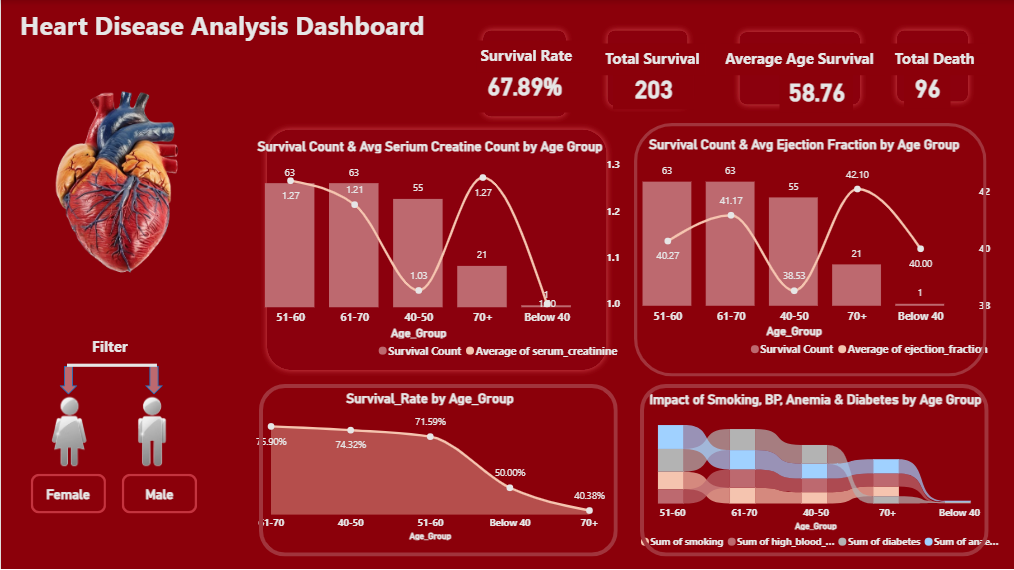 Heart Disease Analysis Dashboard
Survival Rate
67.89%
Total Survival
203
Average Age Survival
58.76
Total Death
96
Survival Count & Avg Serium Creatine Count by Age Group
63
63
55
21
1
1.27
1.21
1.03
1.27
1.00
1.3
1.2
1.1
1.0
51-60 61-70 40-50 70+ Below 40
Age_Group
Survival Count Average of serum_creatinine
Survival Count & Avg Ejection Fraction by Age Group
63
63
55
21
1
40.27
41.17
38.53
42.10
40.00
42
40
38
51-60 61-70 40-50 70+ Below 40
Age_Group
Survival Count Average of ejection_fraction
Filter
Female
Male
Survival_Rate by Age_Group
75.90%
74.32%
71.59%
50.00%
40.38%
61-70 40-50 51-60 Below 40 70+
Age_Group
Impact of Smoking, BP, Anemia & Diabetes by Age Group
51-60 61-70 40-50 70+ Below 40
Age_Group
Sum of smoking Sum of high_blood_... Sum of diabetes Sum of anae...